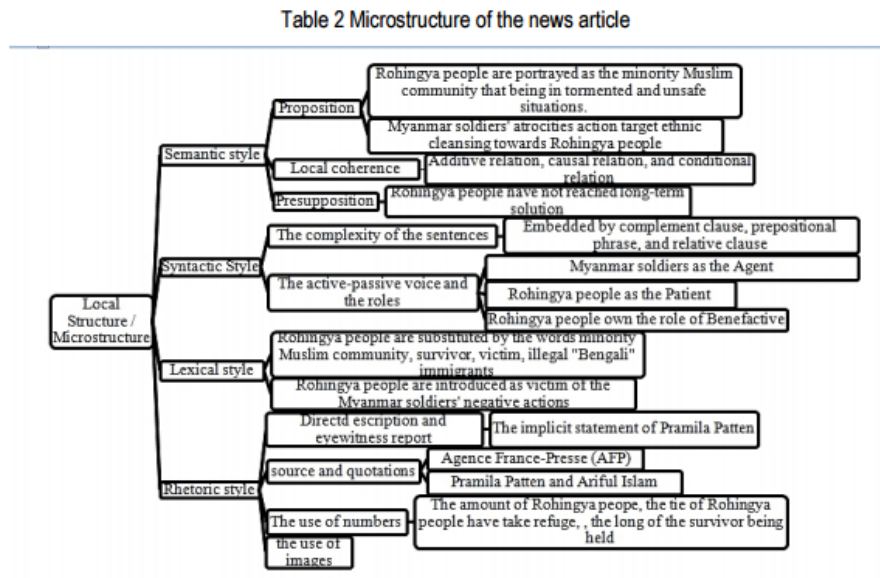 Table 2 Microstructure of the news article
Local
Structure /
Microstructure
Semantic style
Proposition
Rohingya people are portrayed as the minority Muslim
community that being in tormented and unsafe
situations.
Myanmar soldiers' atrocities action target ethnic
cleansing towards Rohingya people
Local coherence
Additive relation, causal relation, and conditional
relation
Presupposition
Rohingya people have not reached long-term
solution
Syntactic Style
The complexity of the sentences
Embedded by complement clause, prepositional
phrase, and relative clause
The active-passive voice and
the roles
Myanmar soldiers as the Agent
Rohingya people as the Patient
Rohingya people own the role of Benefactive
Lexical style
Rohingya people are substituted by the words minority
Muslim community, survivor, victim, illegal "Bengali"
immigrants
Rohingya people are introduced as victim of the
Myanmar soldiers' negative actions
Rhetoric style
Directd escription and
eyewitness report
The implicit statement of Pramila Patten
source and quotations
Agence France-Presse (AFP)
Pramila Patten and Ariful Islam
The use of numbers
The amount of Rohingya peope, the tie of Rohingya
people have take refuge, , the long of the survivor being
held
the use of
images